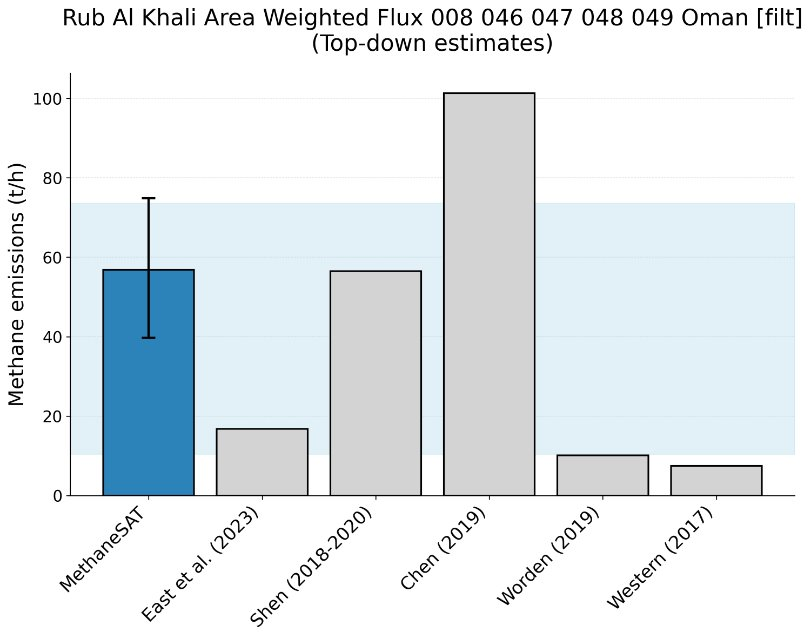 Rub Al Khali Area Weighted Flux 008 046 047 048 049 Oman [filt]
(Top-down estimates)
Methane emissions (t/h)
100
80
60
40
20
0
MethaneSAT
East et al. (2023)
Shen (2018-2020)
Chen (2019)
Worden (2019)
Western (2017)